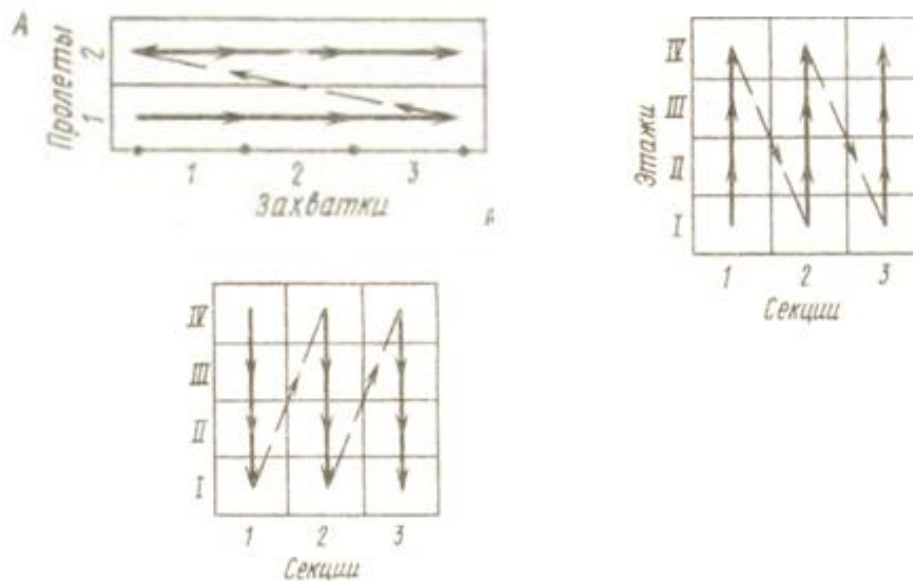 А
Пролеты
2
1
1 2 3
Захватки
Этажи
IV
III
II
I
1 2 3
Секции
IV
III
II
I
1 2 3
Секции